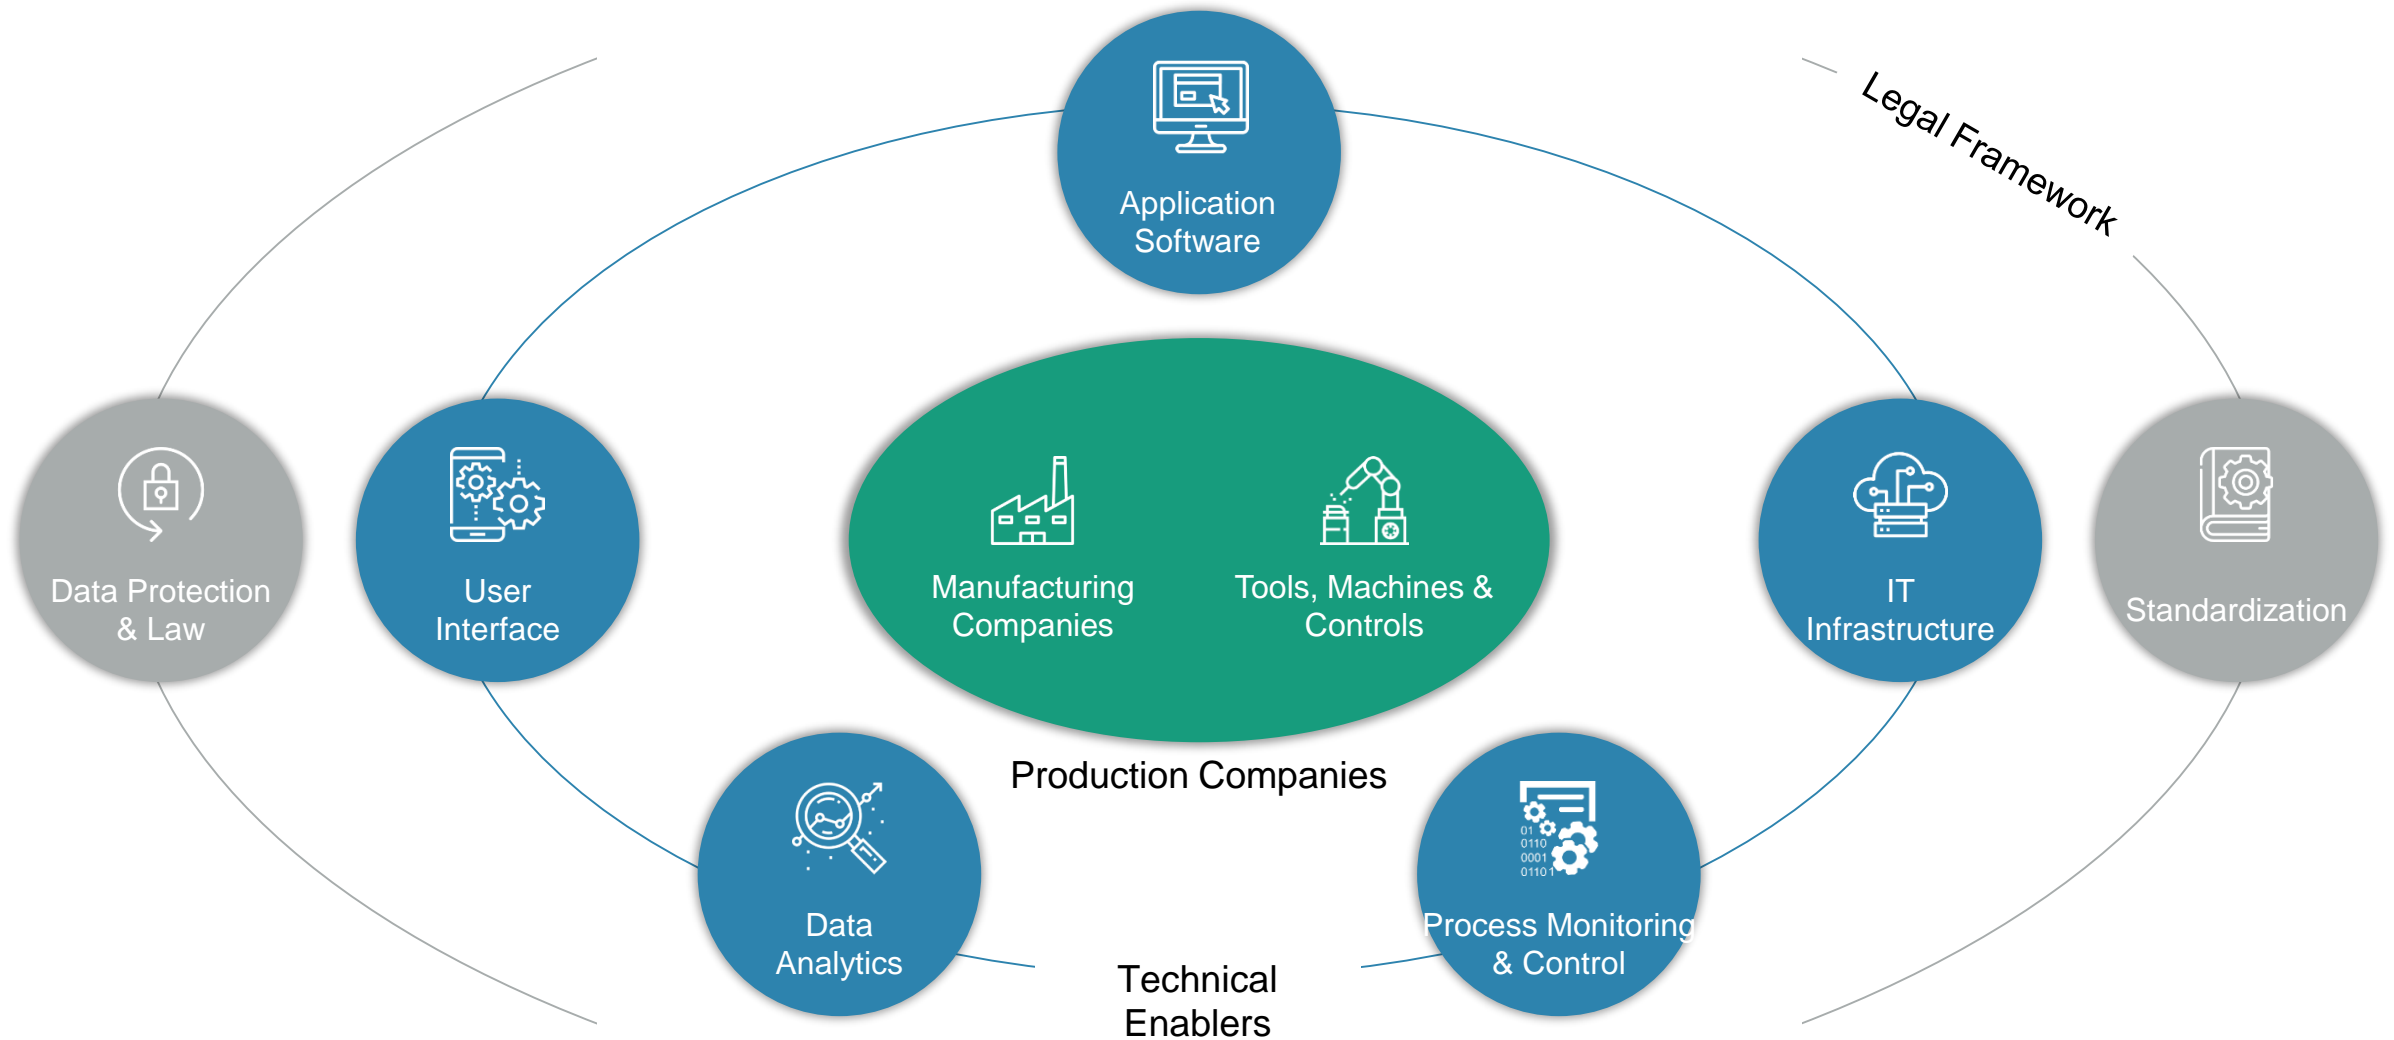 Legal Framework
Application
Software
Data Protection
& Law
User
Interface
Manufacturing
Companies
Tools, Machines &
Controls
IT
Infrastructure
Standardization
Production Companies
Data
Analytics
01
0110
0001
01101
Process Monitoring
& Control
Technical
Enablers